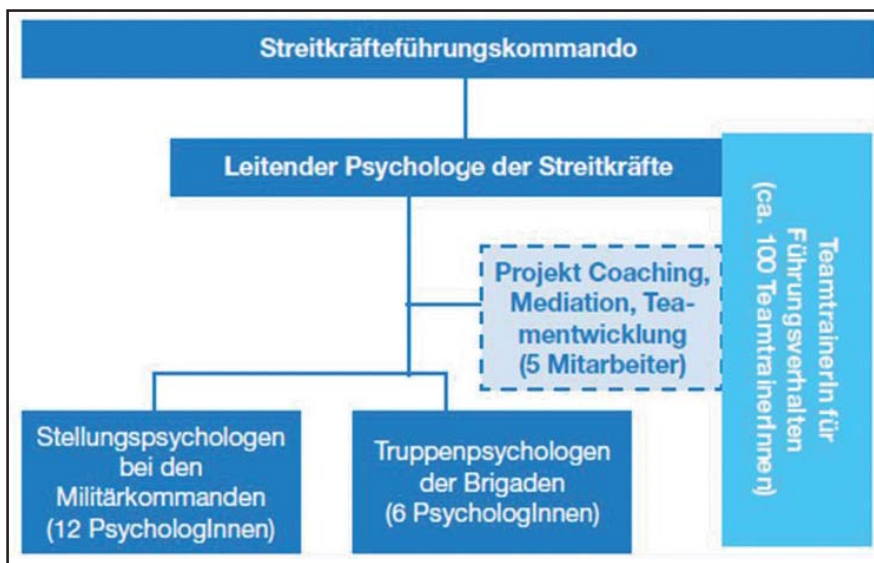 Streitkräfteführungskommando
Leitender Psychologe der Streitkräfte
Projekt Coaching,
Mediation, Tea-
mentwicklung
(5 Mitarbeiter)
TeamtrainerIn für
Führungsverhalten
(ca. 100 TeamtrainerInnen)
Stellungspsychologen
bei den
Militärkommanden
(12 PsychologInnen)
Truppenpsychologen
der Brigaden
(6 PsychologInnen)